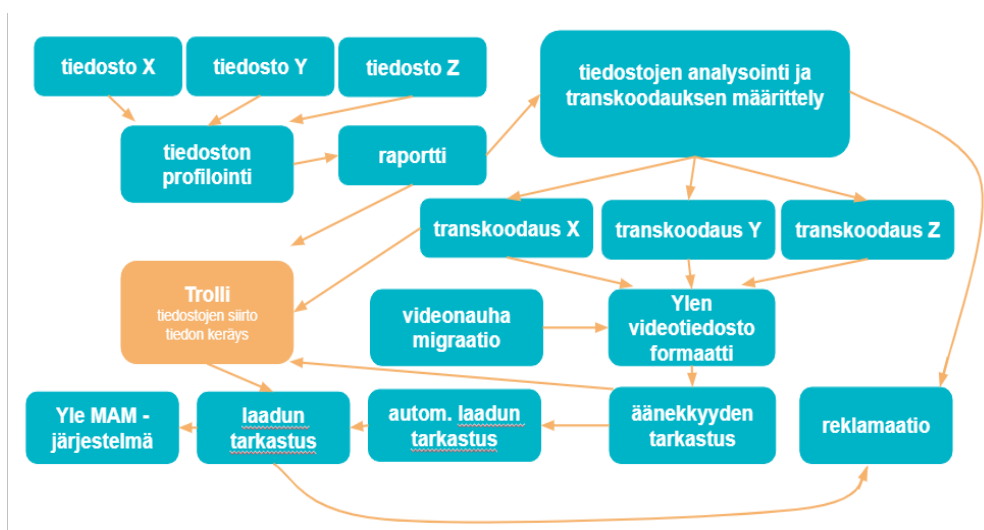 tiedosto X
tiedosto Y
tiedosto Z
tiedostojen analysointi ja
transkoodauksen määrittely
tiedoston
profilointi
raportti
transkoodaus X
transkoodaus Y
transkoodaus Z
Trolli
tiedostojen siirto
tiedon keräys
videonauha
migraatio
Ylen
videotiedosto
formaatti
Yle MAM -
järjestelmä
laadun
tarkastus
autom. laadun
tarkastus
äänekkyyden
tarkastus
reklamaatio